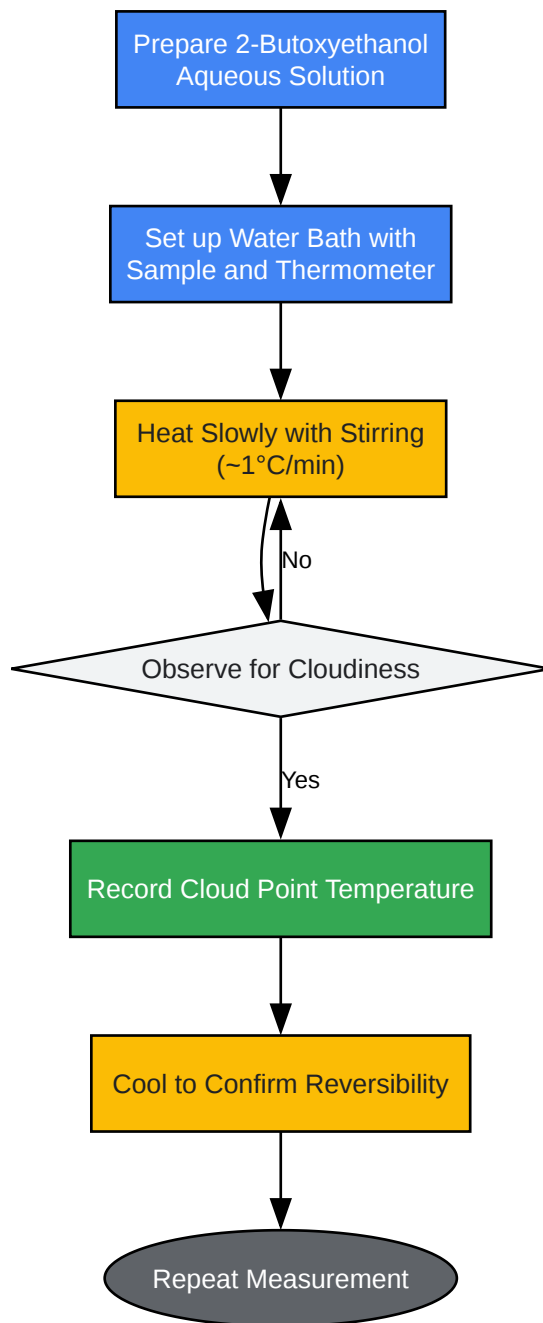 Prepare 2-Butoxyethanol
Aqueous Solution
Set up Water Bath with
Sample and Thermometer
Heat Slowly with Stirring
(~1°C/min)
No
Observe for Cloudiness
Yes
Record Cloud Point Temperature
Cool to Confirm Reversibility
Repeat Measurement